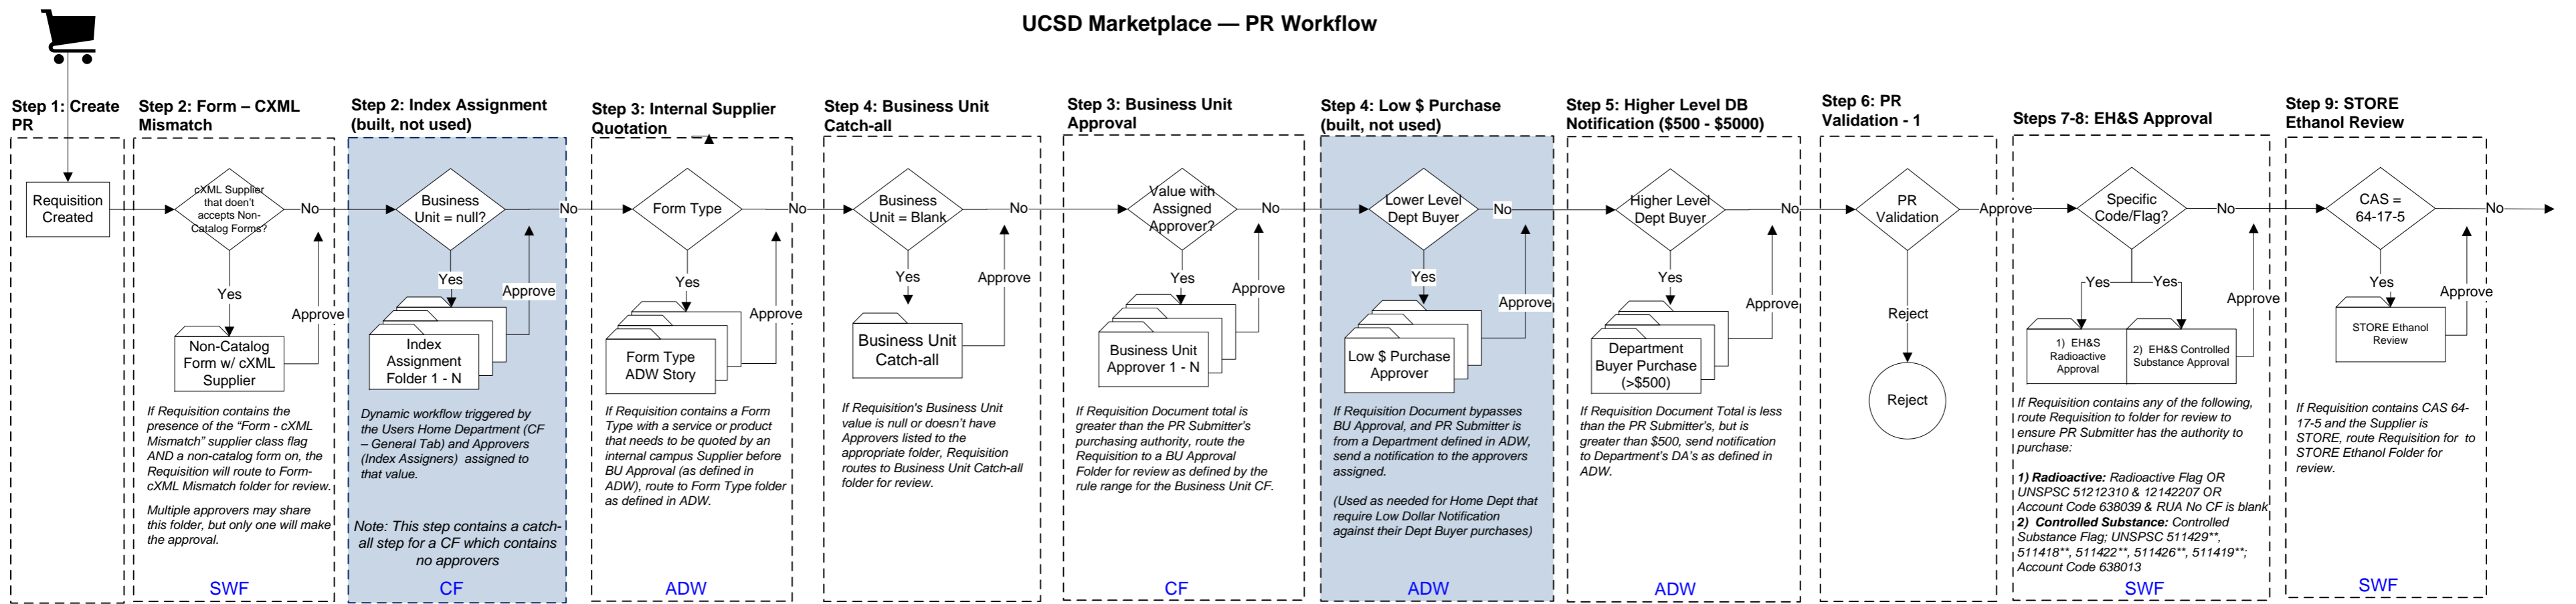 UCSD Marketplace — PR Workflow
Step 1: Create
PR
Requisition
Created
Step 2: Form – CXML
Mismatch
cXML Supplier
that doen't
accepts Non-
Catalog Forms?
No
Yes
Approve
Non-Catalog
Form w/ cXML
Supplier
If Requisition contains the
presence of the “Form - cXML
Mismatch” supplier class flag
AND a non-catalog form on, the
Requisition will route to Form-
cXML Mismatch folder for review.
Multiple approvers may share
this folder, but only one will make
the approval.
SWF
Step 2: Index Assignment
(built, not used)
Business
Unit = null?
No
Yes
Approve
Index
Assignment
Folder 1 - N
Dynamic workflow triggered by
the Users Home Department (CF
– General Tab) and Approvers
(Index Assigners)  assigned to
that value.
Note: This step contains a catch-
all step for a CF which contains
no approvers
CF
Step 3: Internal Supplier
Quotation
Form Type
No
Yes
Approve
Form Type
ADW Story
If Requisition contains a Form
Type with a service or product
that needs to be quoted by an
internal campus Supplier before
BU Approval (as defined in
ADW), route to Form Type folder
as defined in ADW.
ADW
Step 4: Business Unit
Catch-all
Business
Unit = Blank
No
Yes
Approve
Business Unit
Catch-all
If Requisition's Business Unit
value is null or doesn’t have
Approvers listed to the
appropriate folder, Requisition
routes to Business Unit Catch-all
folder for review.
Step 3: Business Unit
Approval
Value with
Assigned
Approver?
No
Yes
Approve
Business Unit
Approver 1 - N
If Requisition Document total is
greater than the PR Submitter’s
purchasing authority, route the
Requisition to a BU Approval
Folder for review as defined by the
rule range for the Business Unit CF.
CF
Step 4: Low $ Purchase
(built, not used)
Lower Level
Dept Buyer
No
Yes
Approve
Low $ Purchase
Approver
If Requisition Document bypasses
BU Approval, and PR Submitter is
from a Department defined in ADW,
send a notification to the approvers
assigned.
(Used as needed for Home Dept that
require Low Dollar Notification
against their Dept Buyer purchases)
ADW
Step 5: Higher Level DB
Notification ($500 - $5000)
Higher Level
Dept Buyer
No
Yes
Approve
Department
Buyer Purchase
(>$500)
If Requisition Document Total is less
than the PR Submitter’s, but is
greater than $500, send notification
to Department’s DA’s as defined in
ADW.
ADW
Step 6: PR
Validation - 1
PR
Validation
Approve
Reject
Reject
Steps 7-8: EH&S Approval
Specific
Code/Flag?
No
Yes
Yes
Approve
1)  EH&S
Radioactive
Approval
2)  EH&S Controlled
Substance Approval
If Requisition contains any of the following,
route Requisition to folder for review to
ensure PR Submitter has the authority to
purchase:
1) Radioactive: Radioactive Flag OR
UNSPSC 51212310 & 12142207 OR
Account Code 638039 & RUA No CF is blank
2)  Controlled Substance: Controlled
Substance Flag; UNSPSC 511429**,
511418**, 511422**, 511426**, 511419**;
Account Code 638013
SWF
Step 9: STORE
Ethanol Review
CAS =
64-17-5
No
Yes
Approve
STORE Ethanol
Review
If Requisition contains CAS 64-
17-5 and the Supplier is
STORE, route Requisition for  to
STORE Ethanol Folder for
review.
SWF